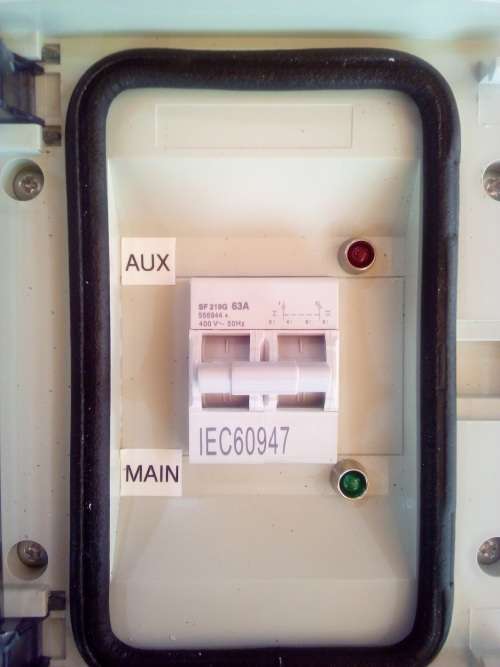 AUX
SF 219G 63A
400 V~ 50Hz
IEC60947
MAIN